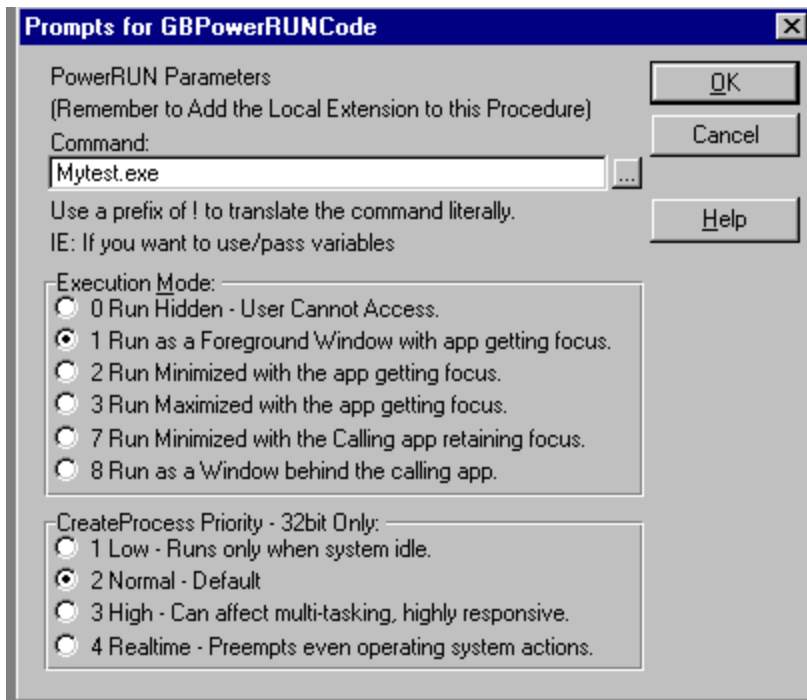 Prompts for GBPowerRUNCode
PowerRUN Parameters
(Remember to Add the Local Extension to this Procedure)
Command:
Mytest.exe
...
Use a prefix of ! to translate the command literally.
IE: If you want to use/pass variables
OK
Cancel
Help
Execution Mode:
0 Run Hidden - User Cannot Access.
1 Run as a Foreground Window with app getting focus.
2 Run Minimized with the app getting focus.
3 Run Maximized with the app getting focus.
7 Run Minimized with the Calling app retaining focus.
8 Run as a Window behind the calling app.
CreateProcess Priority - 32bit Only:
1 Low - Runs only when system idle.
2 Normal - Default
3 High - Can affect multi-tasking, highly responsive.
4 Realtime - Preempts even operating system actions.